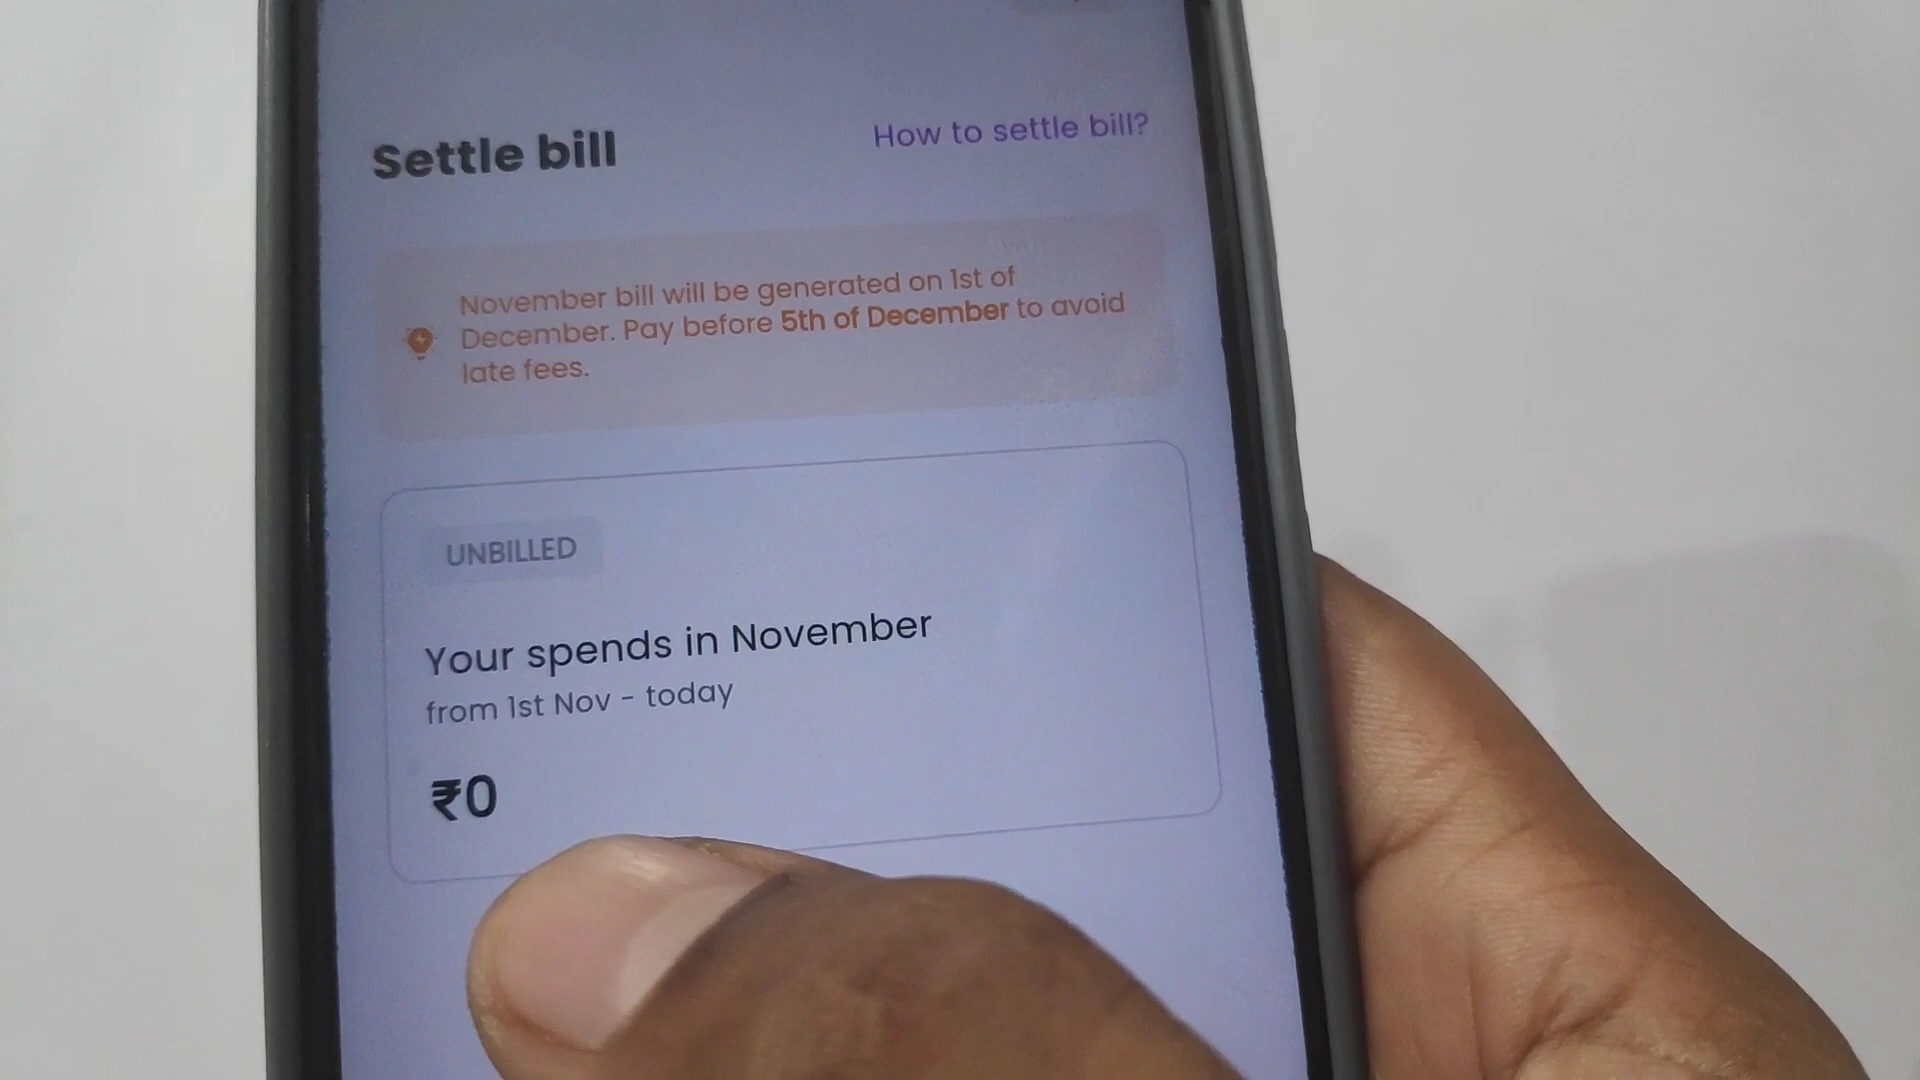 Settle bill
How to settle bill?
November bill will be generated on 1st of
December. Pay before 5th of December to avoid
late fees.
UNBILLED
Your spends in November
from 1st Nov - today
₹0